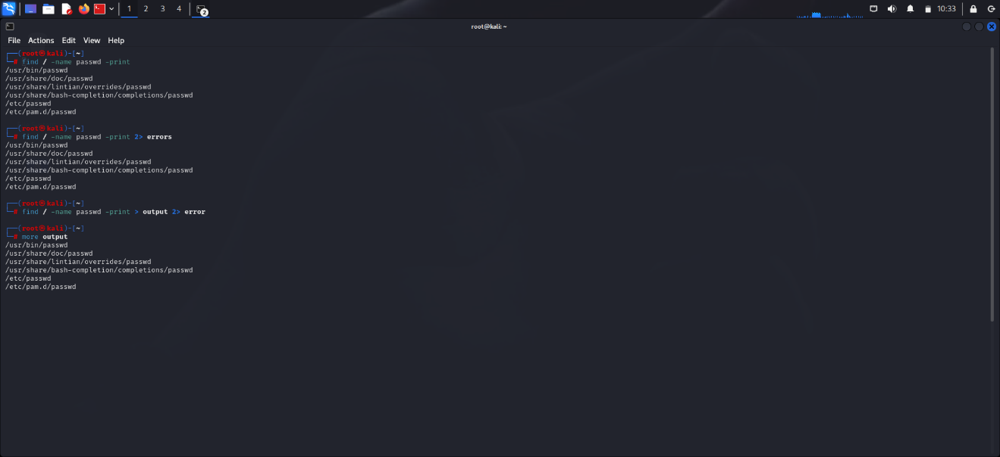 1 2 3 4 2 10:33
root@kali: ~
File Actions Edit View Help
┌──(root㉿kali)-[~]
└─# find / -name passwd -print
/usr/bin/passwd
/usr/share/doc/passwd
/usr/share/lintian/overrides/passwd
/usr/share/bash-completion/completions/passwd
/etc/passwd
/etc/pam.d/passwd
┌──(root㉿kali)-[~]
└─# find / -name passwd -print 2> errors
/usr/bin/passwd
/usr/share/doc/passwd
/usr/share/lintian/overrides/passwd
/usr/share/bash-completion/completions/passwd
/etc/passwd
/etc/pam.d/passwd
┌──(root㉿kali)-[~]
└─# find / -name passwd -print > output 2> error
┌──(root㉿kali)-[~]
└─# more output
/usr/bin/passwd
/usr/share/doc/passwd
/usr/share/lintian/overrides/passwd
/usr/share/bash-completion/completions/passwd
/etc/passwd
/etc/pam.d/passwd